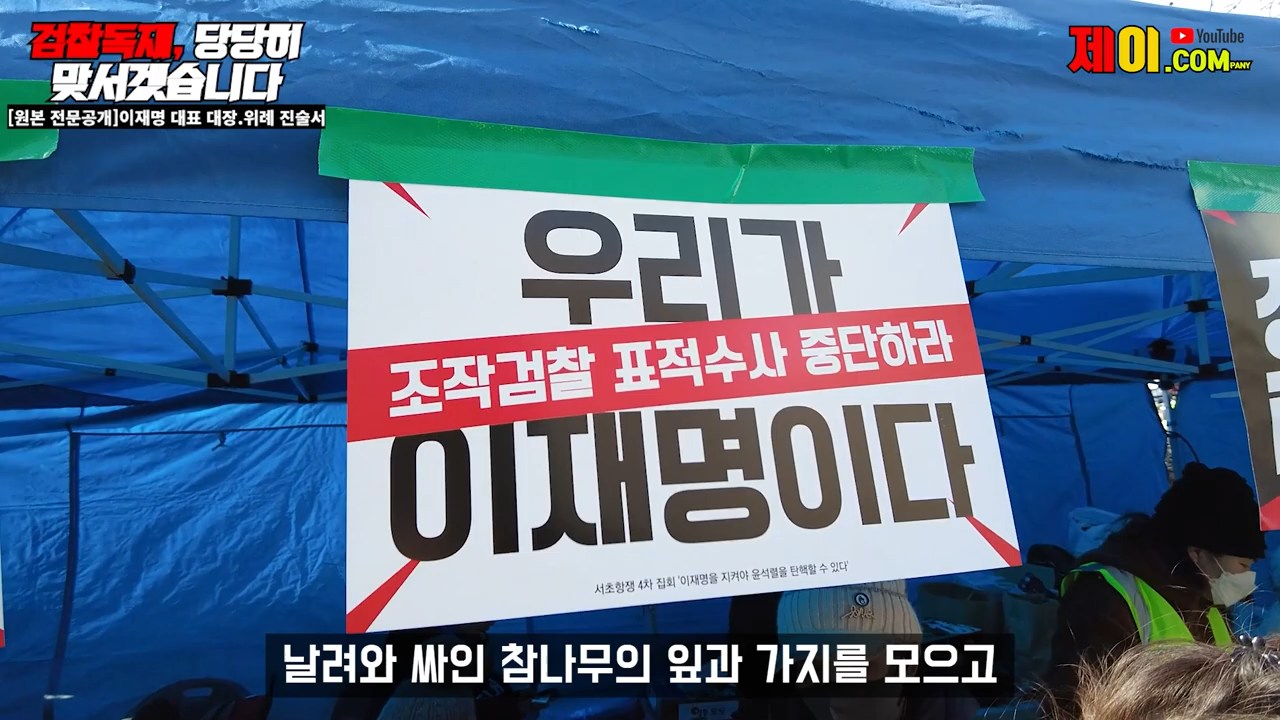 검찰독재, 당당히
맞서겠습니다
[원본 전문공개]이재명 대표 대장.위례 진술서
제이.COMPANY
YouTube
우리가
조작검찰 표적수사 중단하라
이재명이다
서초항쟁 4차 집회 '이재명을 지켜야 윤석렬을 탄핵할 수 있다'
날려와 싸인 참나무의 잎과 가지를 모으고